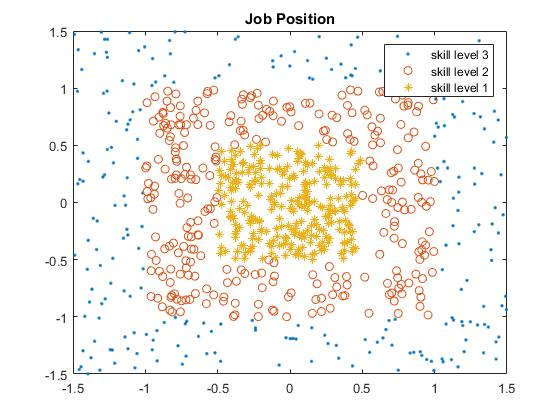 Job Position
skill level 3
skill level 2
skill level 1
1.5
1
0.5
0
-0.5
-1
-1.5
-1.5 -1 -0.5 0 0.5 1 1.5